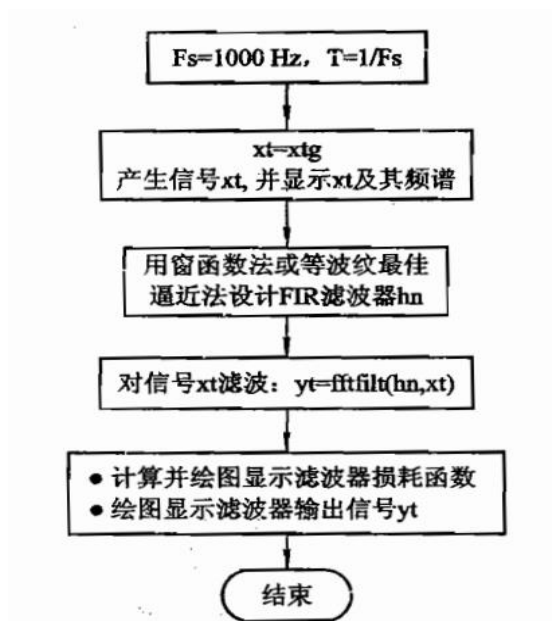 Fs=1000 Hz， T=1/Fs
xt=xtg
产生信号xt, 并显示xt及其频谱
用窗函数法或等波纹最佳
逼近法设计FIR滤波器hn
对信号xt滤波：yt=fftfilt(hn,xt)
● 计算并绘图显示滤波器损耗函数
● 绘图显示滤波器输出信号yt
结束